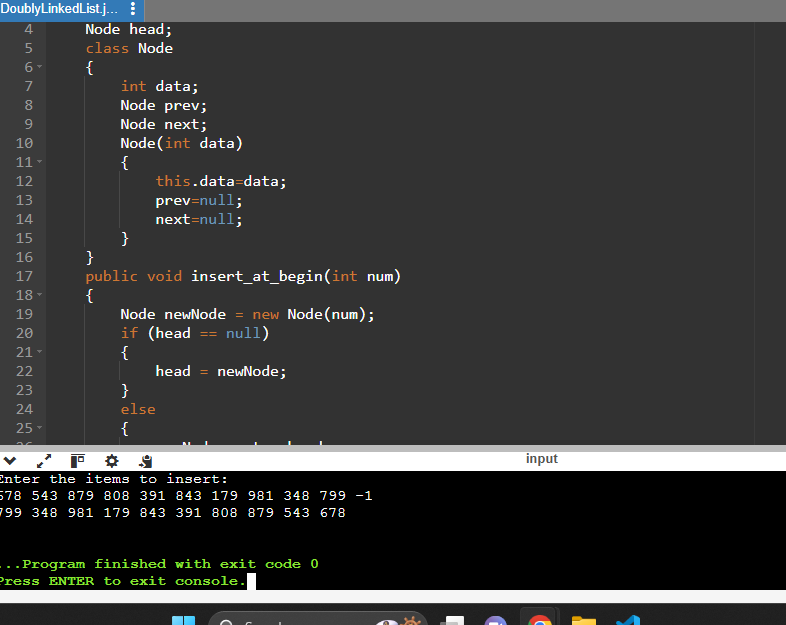 DoublyLinkedList.j...
4 Node head;
5 class Node
6 {
7 int data;
8 Node prev;
9 Node next;
10 Node(int data)
11 {
12 this.data=data;
13 prev=null;
14 next=null;
15 }
16 }
17 public void insert_at_begin(int num)
18 {
19 Node newNode = new Node(num);
20 if (head == null)
21 {
22 head = newNode;
23 }
24 else
25 {
input
Enter the items to insert:
678 543 879 808 391 843 179 981 348 799 -1
799 348 981 179 843 391 808 879 543 678
...Program finished with exit code 0
Press ENTER to exit console.